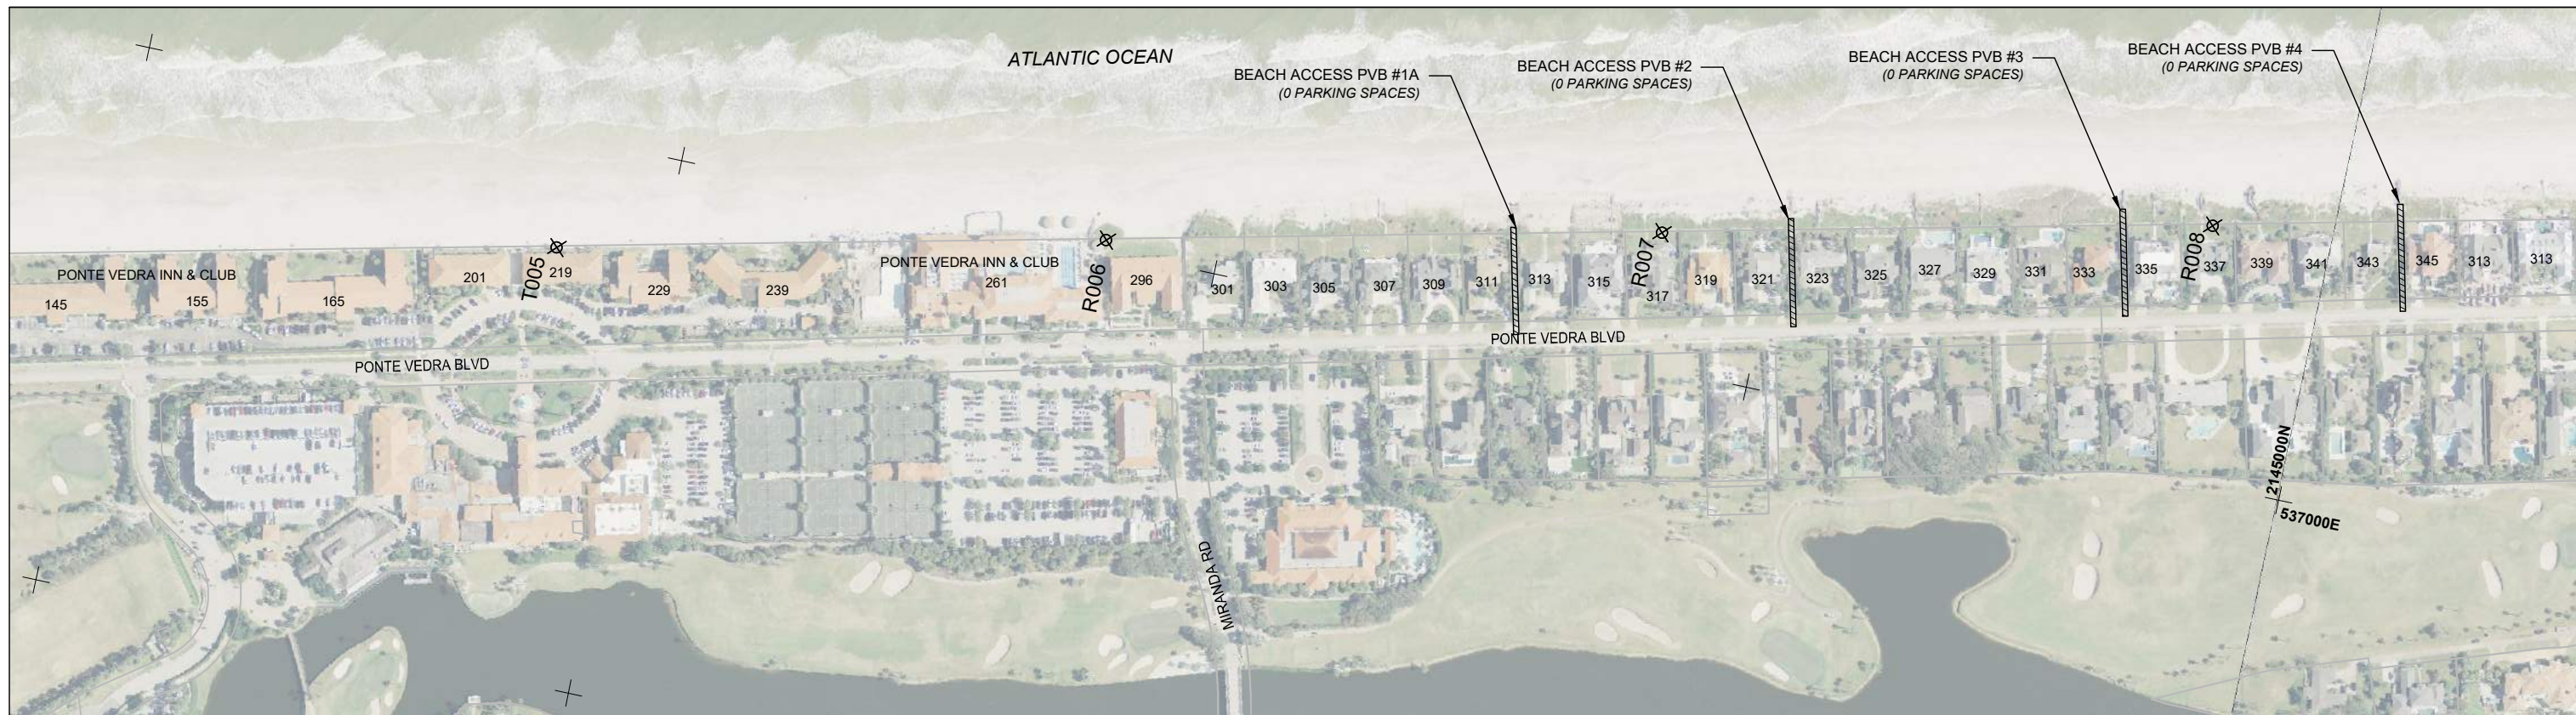 ATLANTIC OCEAN
BEACH ACCESS PVB #1A
(0 PARKING SPACES)
BEACH ACCESS PVB #2
(0 PARKING SPACES)
BEACH ACCESS PVB #3
(0 PARKING SPACES)
BEACH ACCESS PVB #4
(0 PARKING SPACES)
PONTE VEDRA INN & CLUB
145
155
165
201
T005
219
229
239
PONTE VEDRA INN & CLUB
261
R006
296
301
303
305
307
309
311
313
315
R007
317
319
321
323
325
327
329
331
333
335
R008
337
339
341
343
345
313
313
PONTE VEDRA BLVD
PONTE VEDRA BLVD
MIRANDA RD
2145000N
537000E